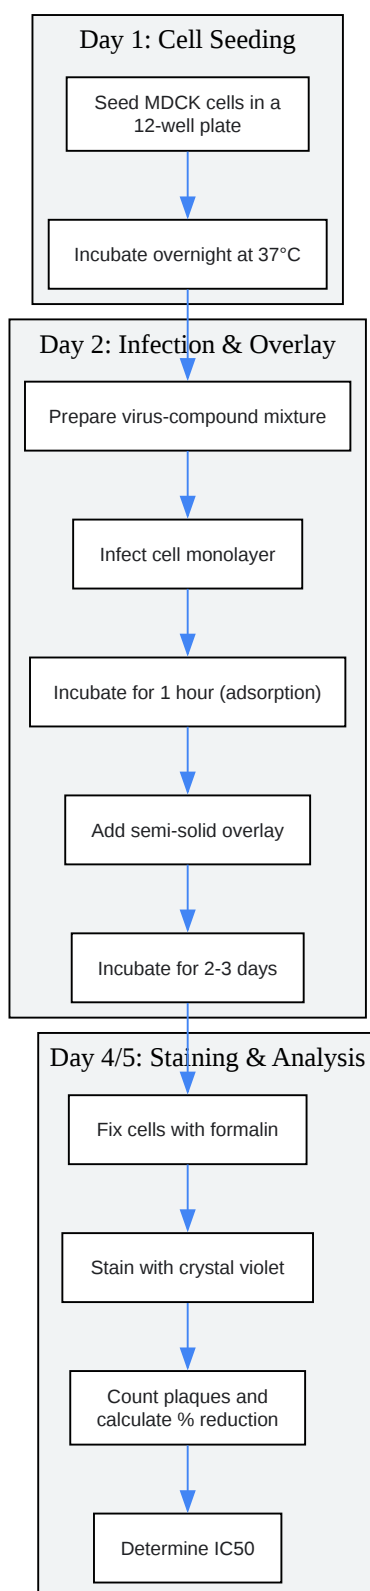 Day 1: Cell Seeding
Seed MDCK cells in a
12-well plate
Incubate overnight at 37°C
Day 2: Infection & Overlay
Prepare virus-compound mixture
Infect cell monolayer
Incubate for 1 hour (adsorption)
Add semi-solid overlay
Incubate for 2-3 days
Day 4/5: Staining & Analysis
Fix cells with formalin
Stain with crystal violet
Count plaques and
calculate % reduction
Determine IC50